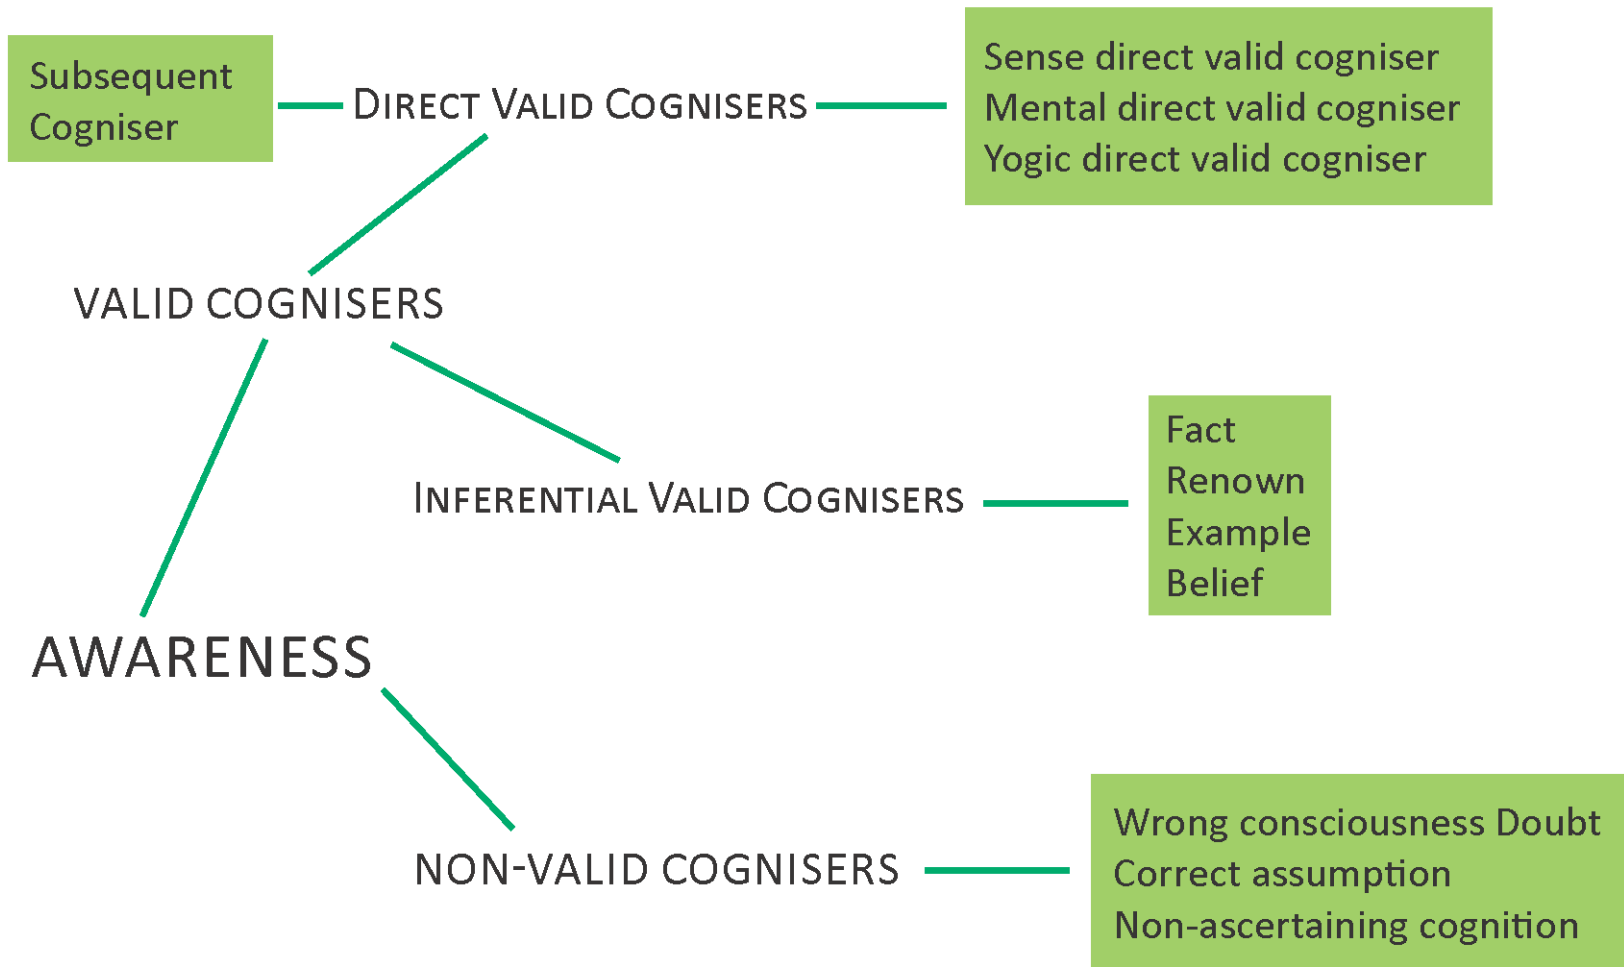 Subsequent
Cogniser
DIRECT VALID COGNISERS
Sense direct valid cogniser
Mental direct valid cogniser
Yogic direct valid cogniser
VALID COGNISERS
INFERENTIAL VALID COGNISERS
Fact
Renown
Example
Belief
AWARENESS
NON-VALID COGNISERS
Wrong consciousness Doubt
Correct assumption
Non-ascertaining cognition